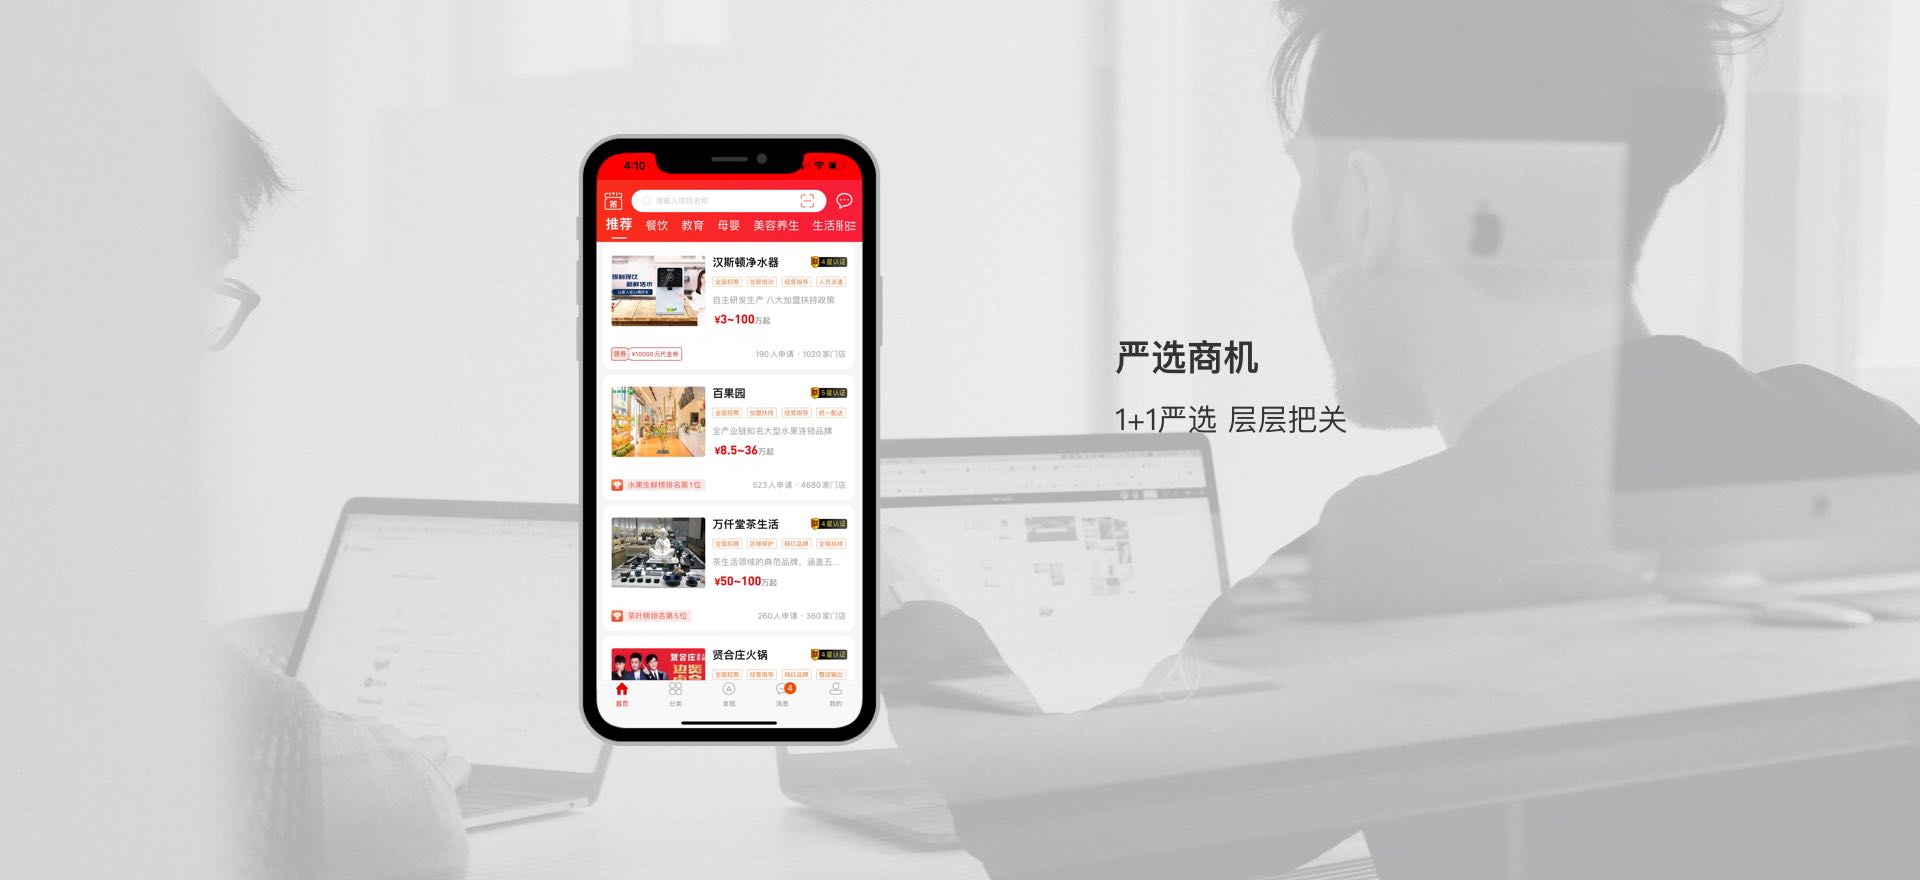 4:10
签
请输入项目名称
推荐 餐饮 教育 母婴 美容养生 生活服
汉斯顿净水器 4星认证
现制现饮
新鲜活水
全国招商 总部培训 经营指导 人员派遣
自主研发生产 八大加盟扶持政策
¥3~100万起
领券 ¥10000元代金券 190人申请 · 1020家门店
百果园 5星认证
全国招商 加盟扶持 经营指导 统一配送
全产业链知名大型水果连锁品牌
¥8.5~36万起
水果生鲜榜排名第1位 523人申请 · 4680家门店
万仟堂茶生活 4星认证
全国招商 区域保护 网红品牌 全程扶持
茶生活领域的典范品牌，涵盖五...
¥50~100万起
茶叶榜排名第5位 260人申请 · 360家门店
贤合庄火锅 4星认证
贤合庄
全国招商 经营指导 网红品牌 整店输出
4
首页 分类 发现 消息 我的
严选商机
1+1严选 层层把关